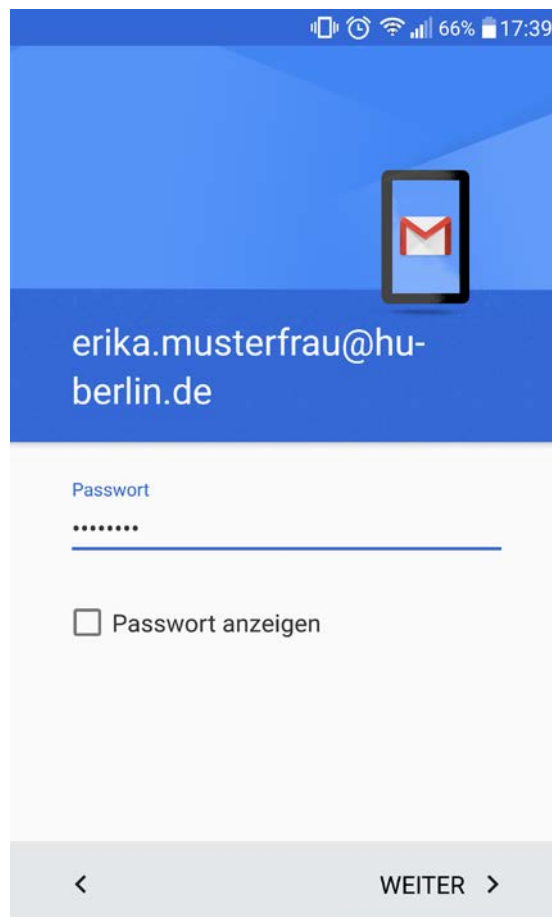 66% 17:39
erika.musterfrau@hu-
berlin.de
Passwort
••••••••
Passwort anzeigen
WEITER